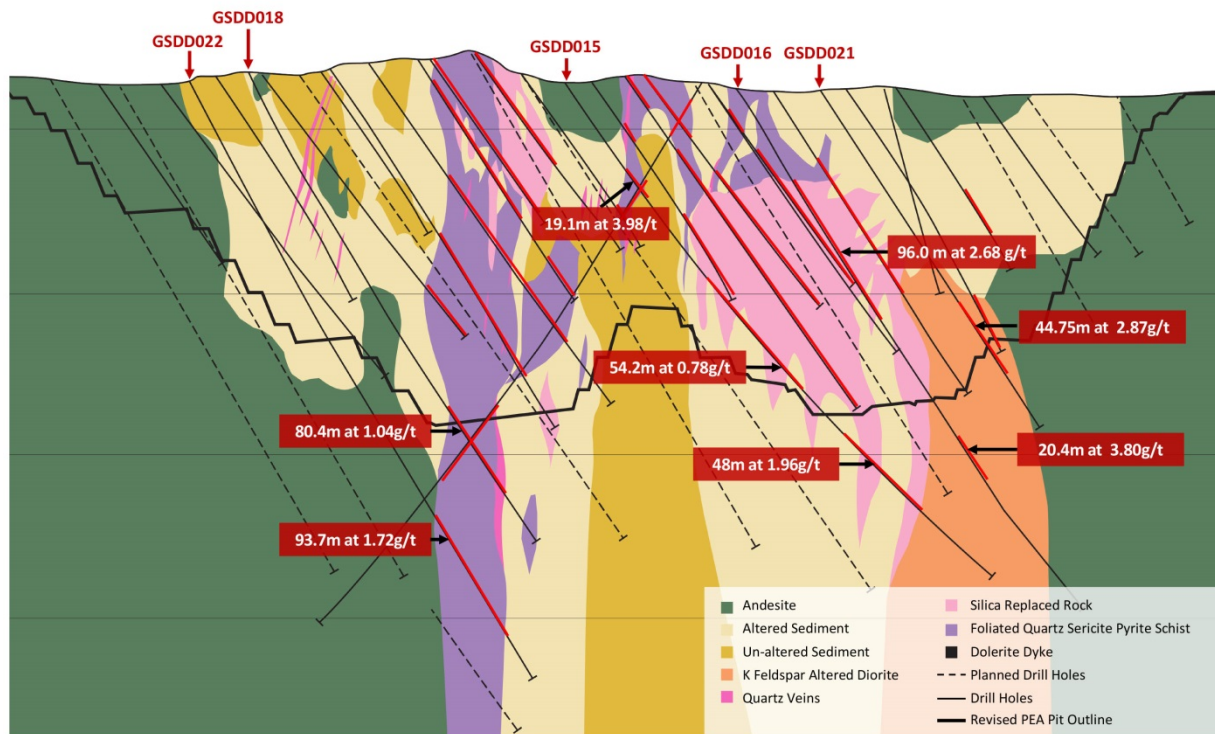 GSDD018
GSDD022
GSDD015
GSDD016
GSDD021
19.1m at 3.98/t
96.0 m at 2.68 g/t
44.75m at 2.87g/t
54.2m at 0.78g/t
80.4m at 1.04g/t
48m at 1.96g/t
20.4m at 3.80g/t
93.7m at 1.72g/t
Andesite
Altered Sediment
Un-altered Sediment
K Feldspar Altered Diorite
Quartz Veins
Silica Replaced Rock
Foliated Quartz Sericite Pyrite Schist
Dolerite Dyke
Planned Drill Holes
Drill Holes
Revised PEA Pit Outline